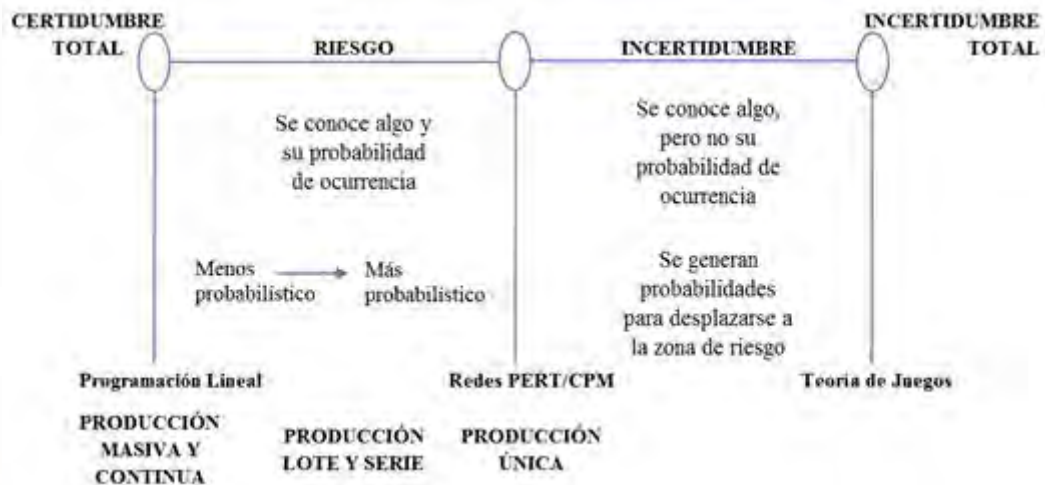 CERTIDUMBRE
TOTAL
RIESGO
INCERTIDUMBRE
INCERTIDUMBRE
TOTAL
Se conoce algo y
su probabilidad
de ocurrencia
Se conoce algo,
pero no su
probabilidad de
ocurrencia
Menos
probabilístico
Más
probabilístico
Se generan
probabilidades
para desplazarse a
la zona de riesgo
Programación Lineal
Redes PERT/CPM
Teoría de Juegos
PRODUCCIÓN
MASIVA Y
CONTINUA
PRODUCCIÓN
LOTE Y SERIE
PRODUCCIÓN
ÚNICA